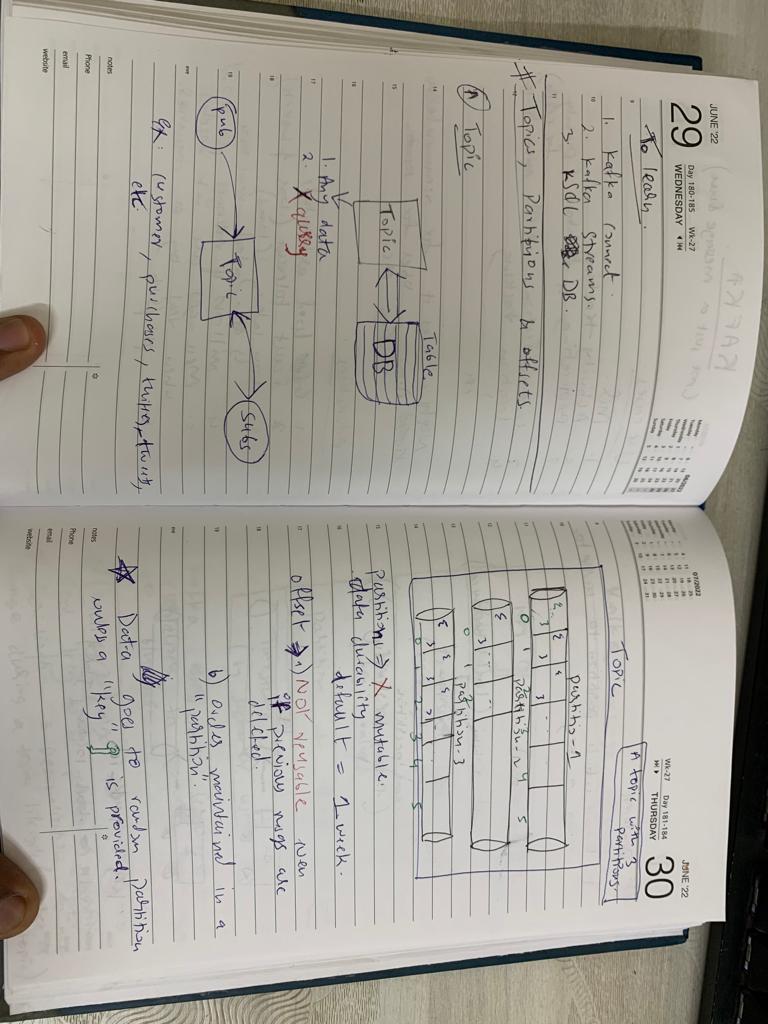 JUNE '22
29
Day 180-185 Wk-27
WEDNESDAY
To learn.
1. Kafka connect.
2. Kafka streams.
3. KSQL DB.
# Topics, Partitions & offsets.
A Topic
Table
Topic
DB
1. Any data
2. X query
pub
Topic
Subs
ex: customer, purchases, tweets,
etc.
notes
Phone
email
website
07/2022
JUNE '22
30
Wk-27 Day 181-184
THURSDAY
A topic with 3
partitions.
Topic
partitio-1
0 1 2 3 4 5
partition-2
0 1 2
partition-3
0 1 2 3 4 5
partitions => X mutable.
data durability
default = 1 week.
offset => 1) NOT reusable even
if previous msgs are
deleted.
b) order maintained in a
"partition".
Data goes to random partition
unless a "key" is provided.
notes
Phone
email
website